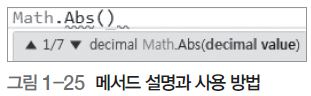 Math.Abs()
▲ 1/7 ▼ decimal Math.Abs(decimal value)
그림 1-25 메서드 설명과 사용 방법